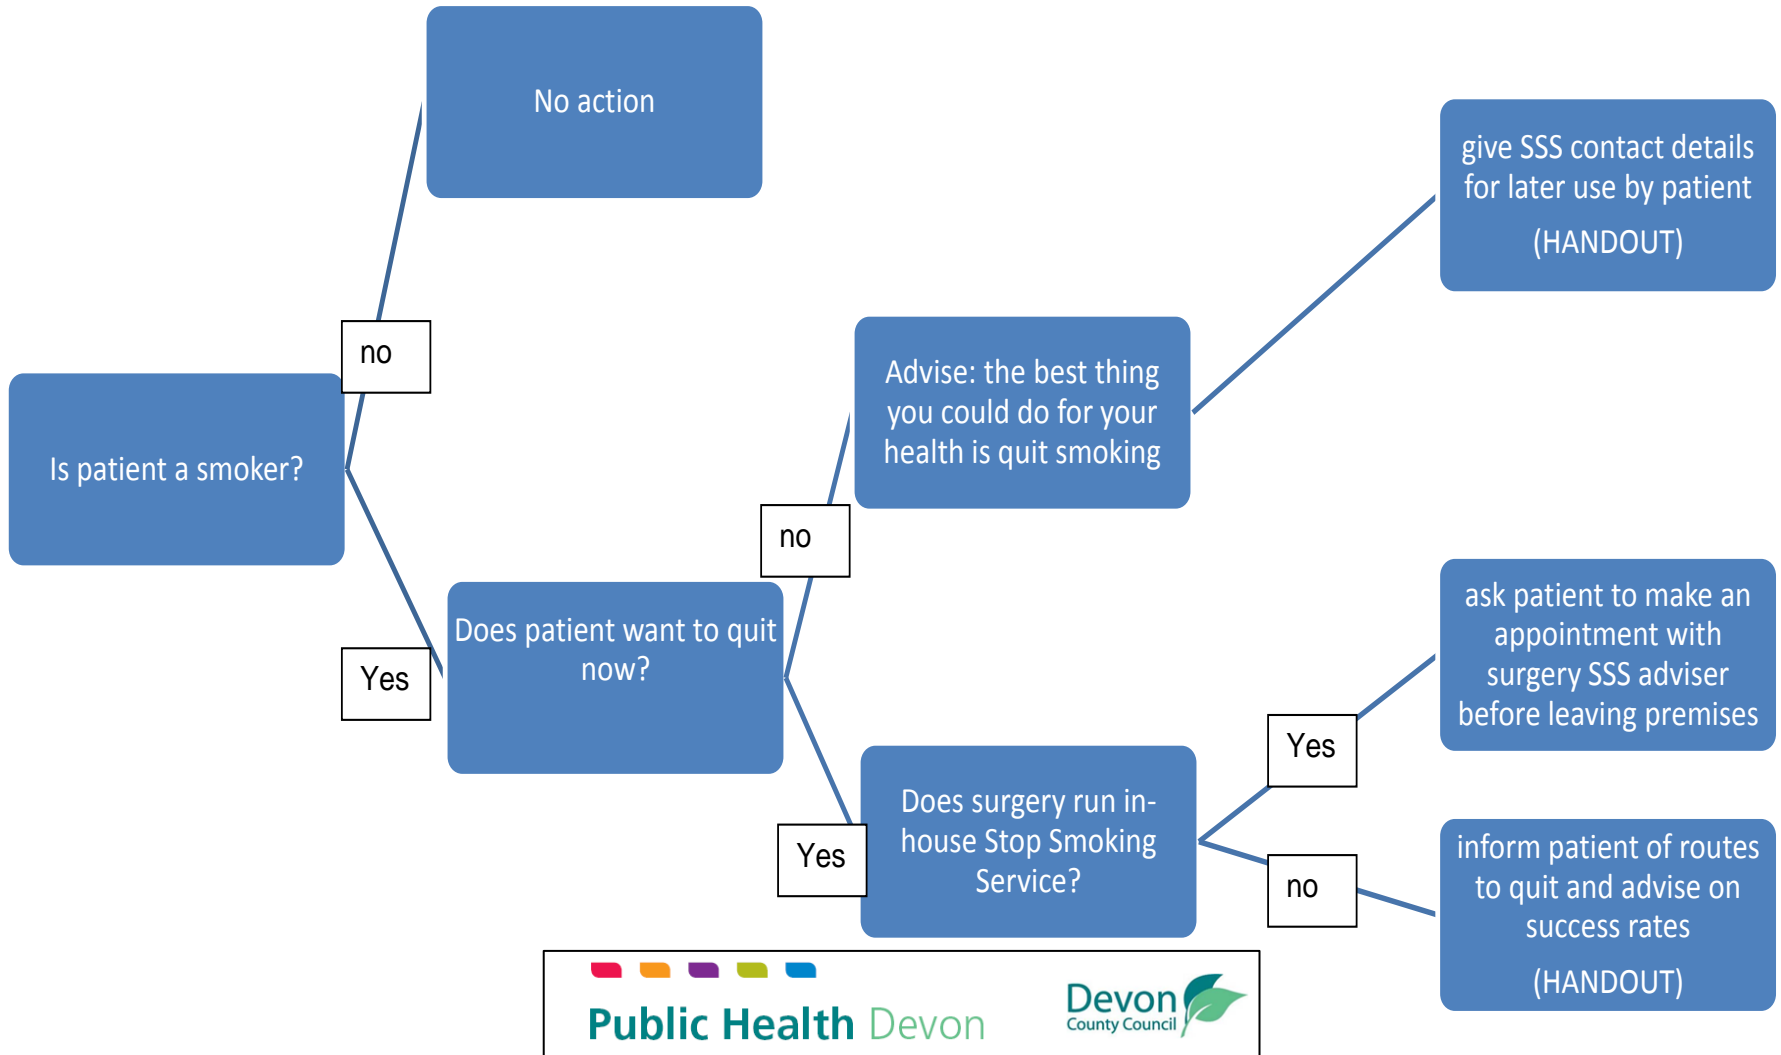 No action
give SSS contact details
for later use by patient
(HANDOUT)
no
Advise: the best thing
you could do for your
health is quit smoking
Is patient a smoker?
no
Does patient want to quit
now?
Yes
ask patient to make an
appointment with
surgery SSS adviser
before leaving premises
Yes
Does surgery run in-
house Stop Smoking
Service?
Yes
no
inform patient of routes
to quit and advise on
success rates
(HANDOUT)
Public Health Devon
Devon
County Council